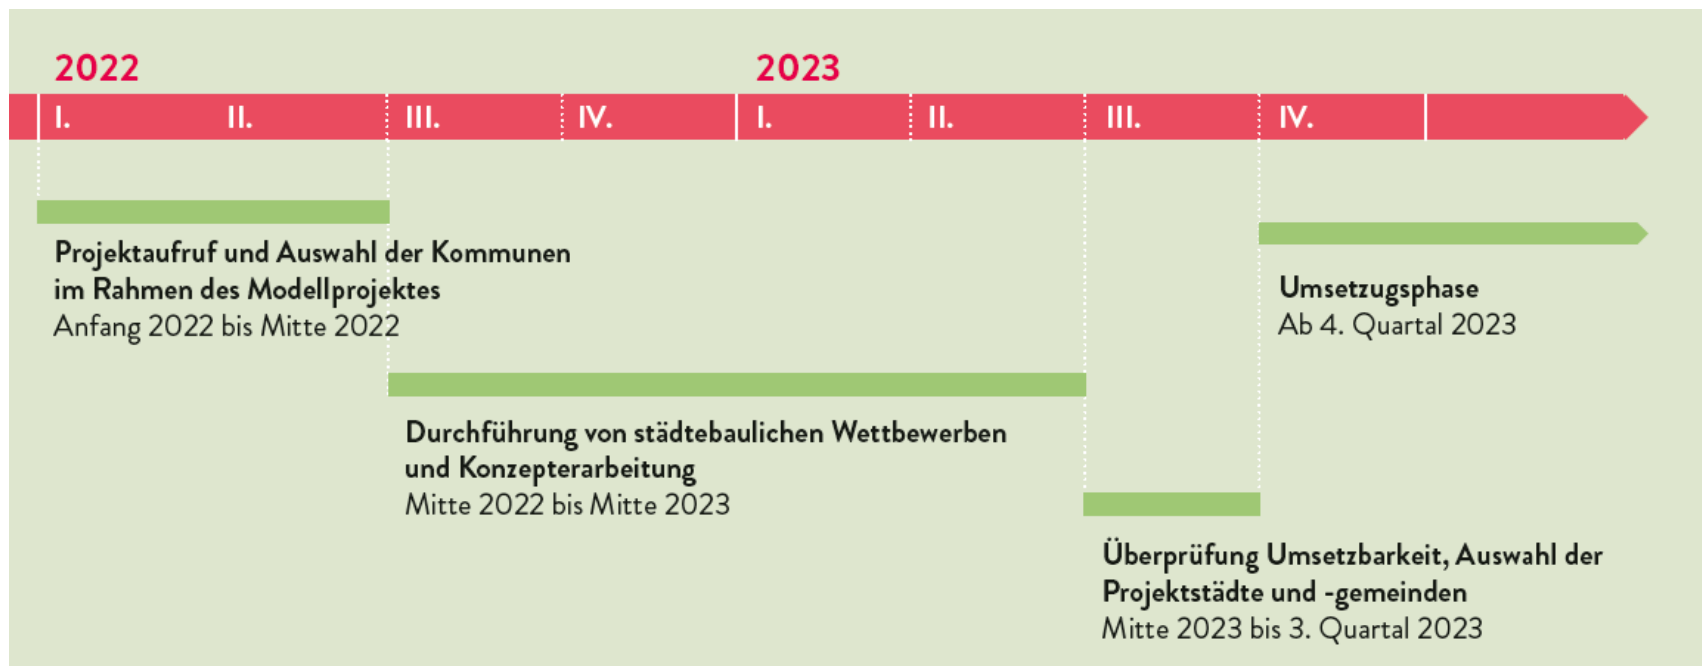 2022
2023
I.
II.
III.
IV.
I.
II.
III.
IV.
Projektaufruf und Auswahl der Kommunen
im Rahmen des Modellprojektes
Anfang 2022 bis Mitte 2022
Umsetzugsphase
Ab 4. Quartal 2023
Durchführung von städtebaulichen Wettbewerben
und Konzepterarbeitung
Mitte 2022 bis Mitte 2023
Überprüfung Umsetzbarkeit, Auswahl der
Projektstädte und -gemeinden
Mitte 2023 bis 3. Quartal 2023